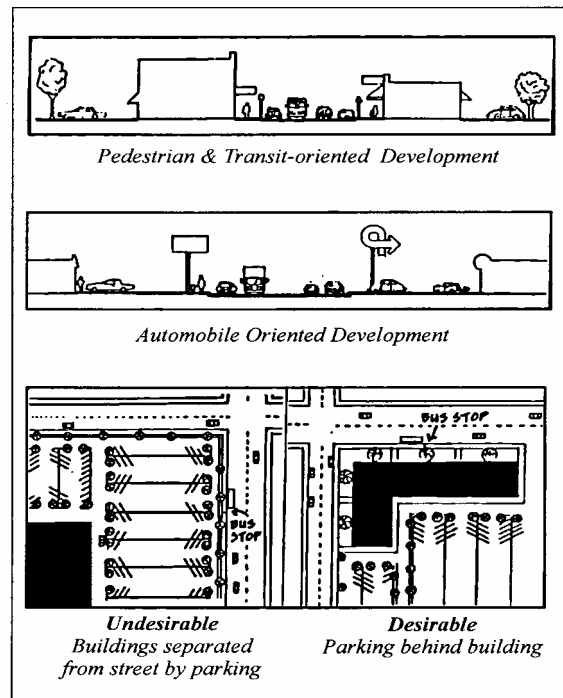 Pedestrian & Transit-oriented Development
Automobile Oriented Development
BUS STOP
BUS
STOP
Undesirable
Buildings separated
from street by parking
Desirable
Parking behind building